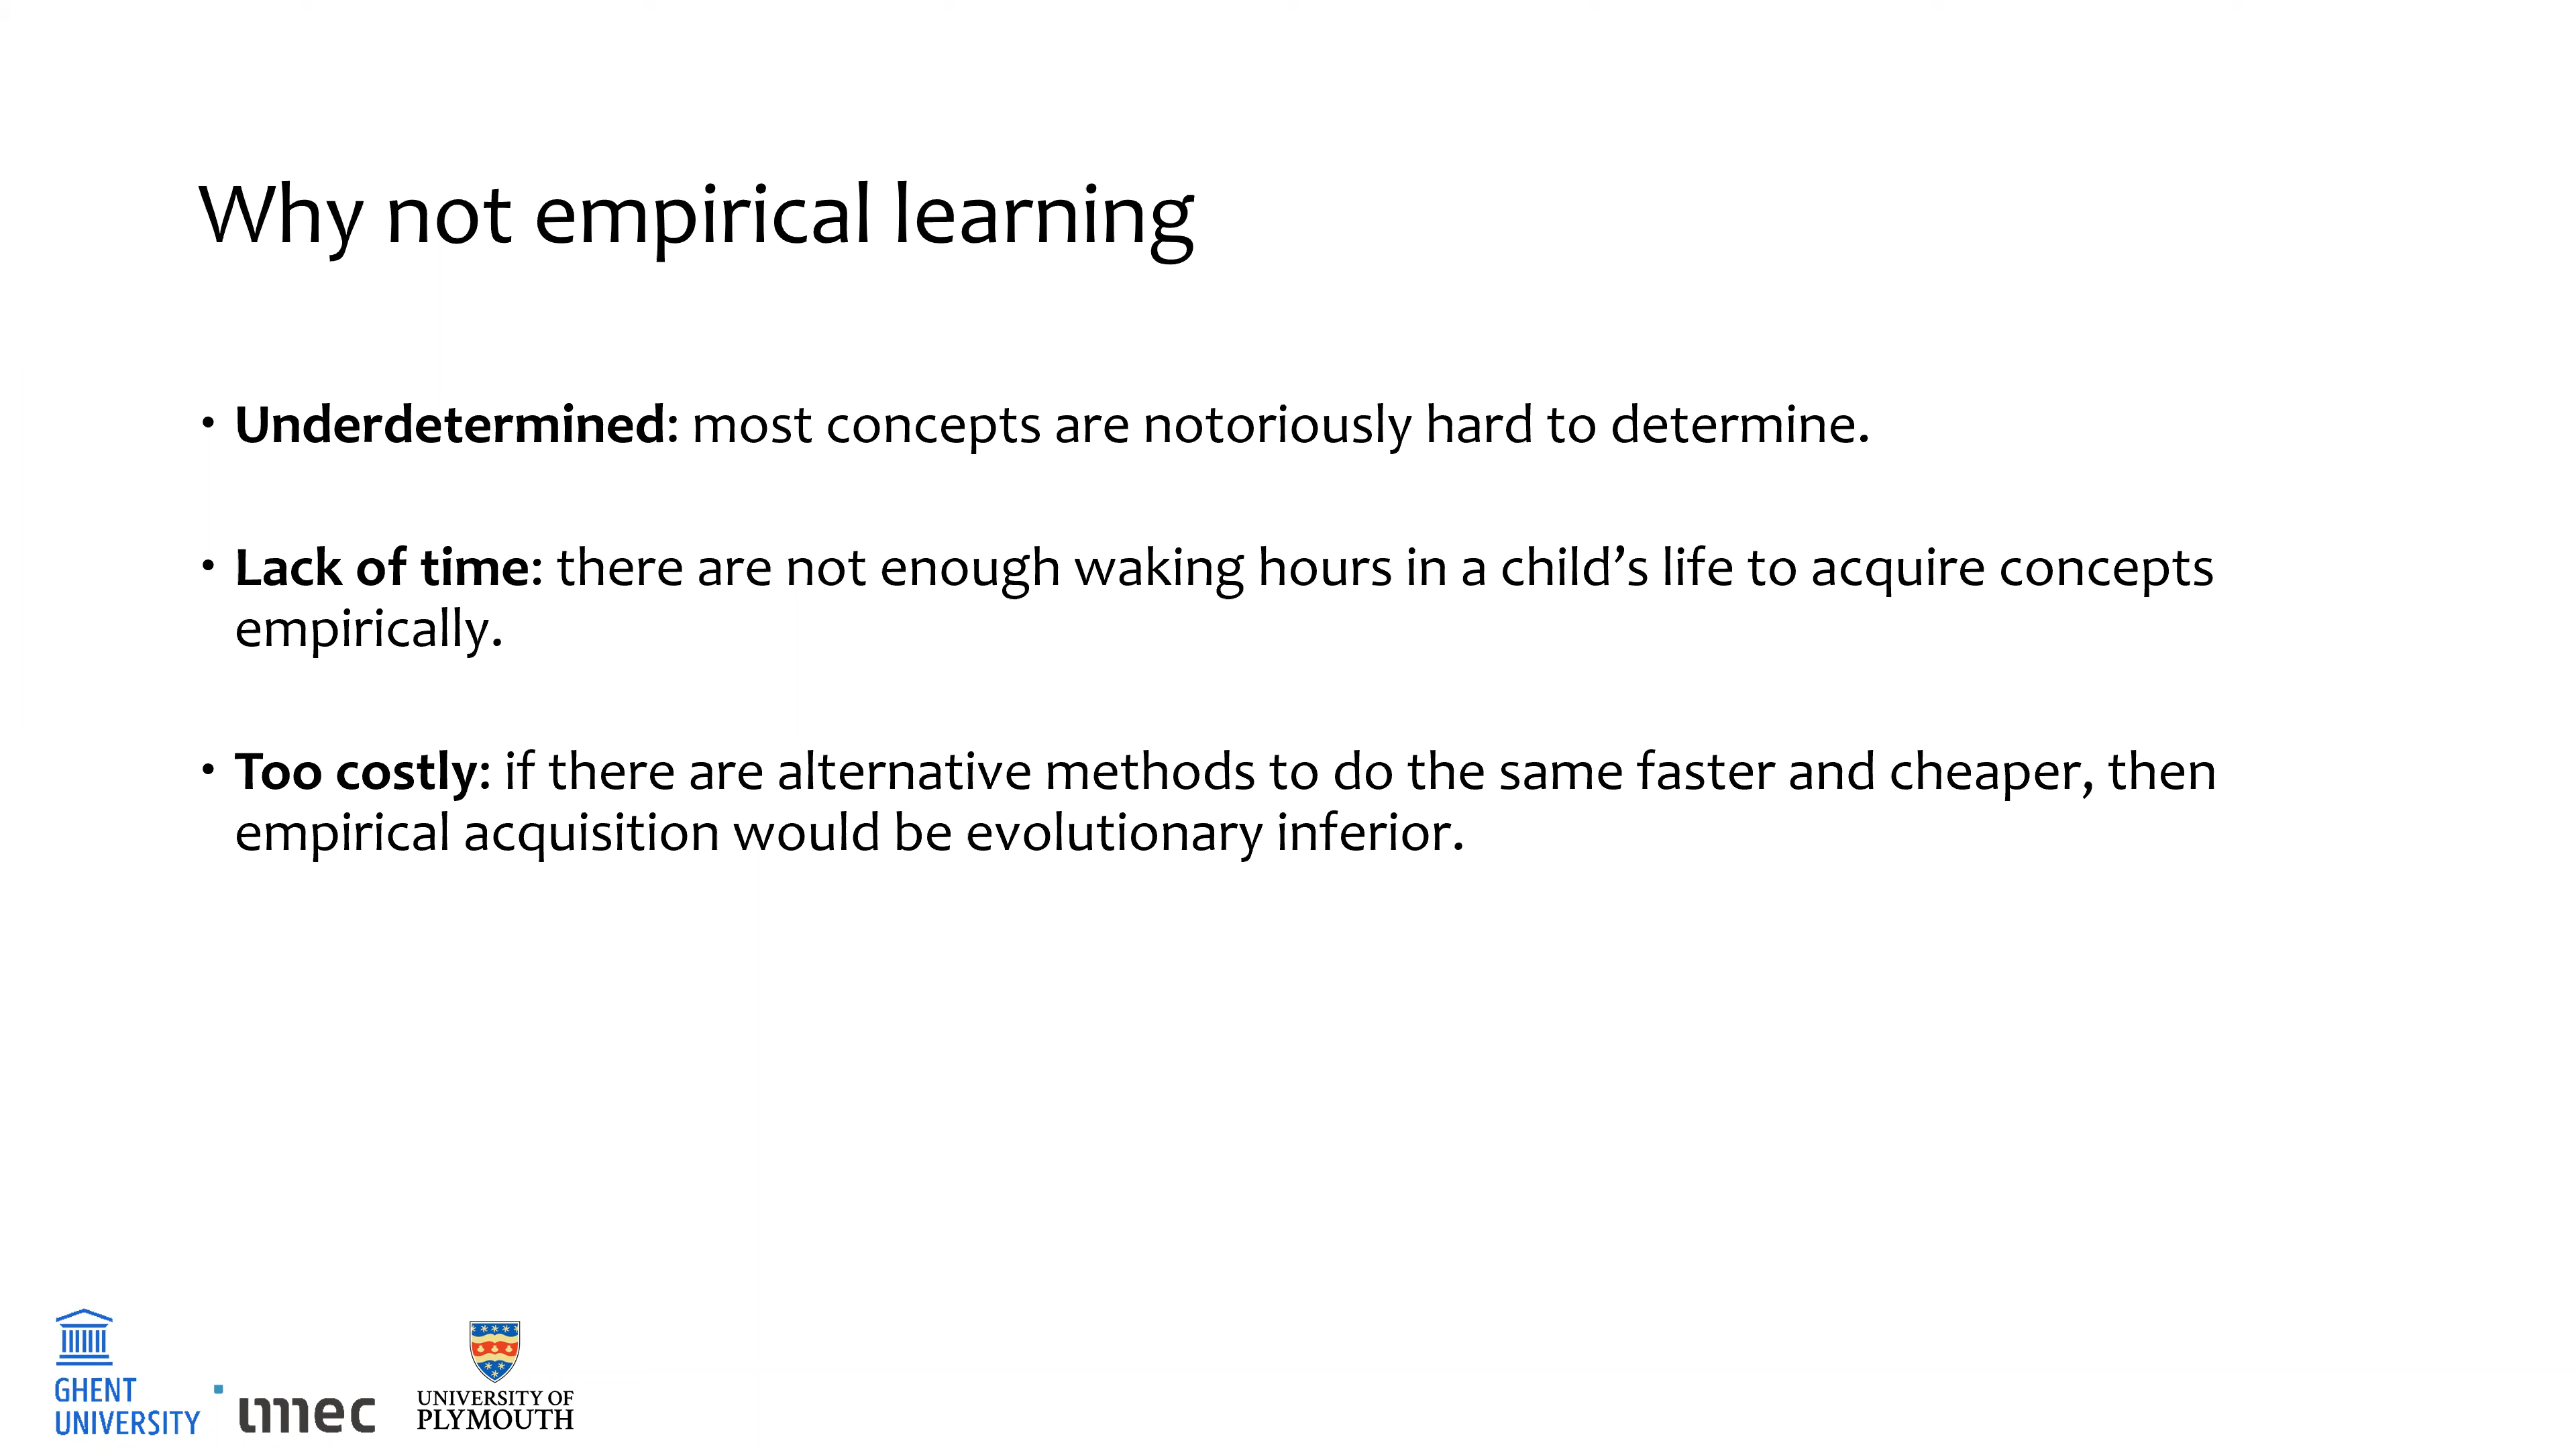 Why not empirical learning
• Underdetermined: most concepts are notoriously hard to determine.
• Lack of time: there are not enough waking hours in a child’s life to acquire concepts
empirically.
• Too costly: if there are alternative methods to do the same faster and cheaper, then
empirical acquisition would be evolutionary inferior.
GHENT
UNIVERSITY
imec
UNIVERSITY OF
PLYMOUTH